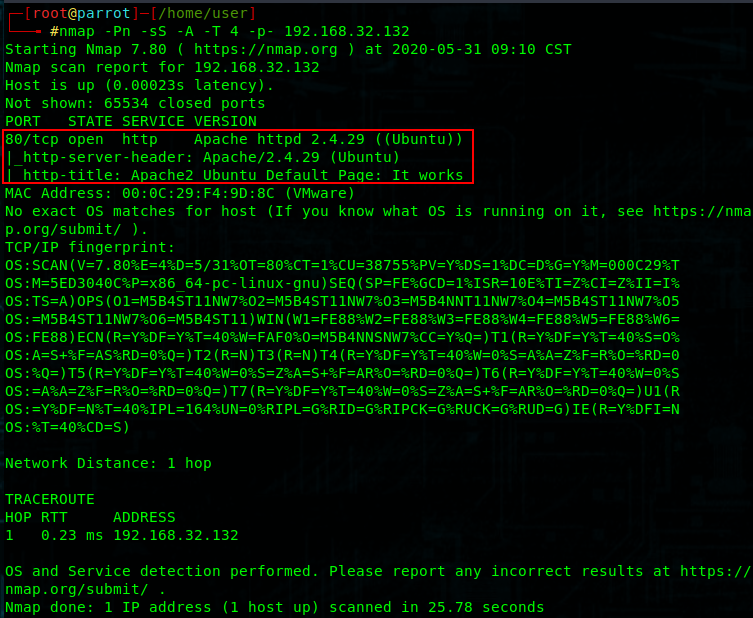 [root@parrot]─[/home/user]
#nmap -Pn -sS -A -T 4 -p- 192.168.32.132
Starting Nmap 7.80 ( https://nmap.org ) at 2020-05-31 09:10 CST
Nmap scan report for 192.168.32.132
Host is up (0.00023s latency).
Not shown: 65534 closed ports
PORT   STATE SERVICE VERSION
80/tcp open  http    Apache httpd 2.4.29 ((Ubuntu))
|_http-server-header: Apache/2.4.29 (Ubuntu)
|_http-title: Apache2 Ubuntu Default Page: It works
MAC Address: 00:0C:29:F4:9D:8C (VMware)
No exact OS matches for host (If you know what OS is running on it, see https://nma
p.org/submit/ ).
TCP/IP fingerprint:
OS:SCAN(V=7.80%E=4%D=5/31%OT=80%CT=1%CU=38755%PV=Y%DS=1%DC=D%G=Y%M=000C29%T
OS:M=5ED3040C%P=x86_64-pc-linux-gnu)SEQ(SP=FE%GCD=1%ISR=10E%TI=Z%CI=Z%II=I%
OS:TS=A)OPS(O1=M5B4ST11NW7%O2=M5B4ST11NW7%O3=M5B4NNT11NW7%O4=M5B4ST11NW7%O5
OS:=M5B4ST11NW7%O6=M5B4ST11)WIN(W1=FE88%W2=FE88%W3=FE88%W4=FE88%W5=FE88%W6=
OS:FE88)ECN(R=Y%DF=Y%T=40%W=FAF0%O=M5B4NNSNW7%CC=Y%Q=)T1(R=Y%DF=Y%T=40%S=O%
OS:A=S+%F=AS%RD=0%Q=)T2(R=N)T3(R=N)T4(R=Y%DF=Y%T=40%W=0%S=A%A=Z%F=R%O=%RD=0
OS:%Q=)T5(R=Y%DF=Y%T=40%W=0%S=Z%A=S+%F=AR%O=%RD=0%Q=)T6(R=Y%DF=Y%T=40%W=0%S
OS:=A%A=Z%F=R%O=%RD=0%Q=)T7(R=Y%DF=Y%T=40%W=0%S=Z%A=S+%F=AR%O=%RD=0%Q=)U1(R
OS:=Y%DF=N%T=40%IPL=164%UN=0%RIPL=G%RID=G%RIPCK=G%RUCK=G%RUD=G)IE(R=Y%DFI=N
OS:%T=40%CD=S)
Network Distance: 1 hop
TRACEROUTE
HOP RTT     ADDRESS
1   0.23 ms 192.168.32.132
OS and Service detection performed. Please report any incorrect results at https://
nmap.org/submit/ .
Nmap done: 1 IP address (1 host up) scanned in 25.78 seconds